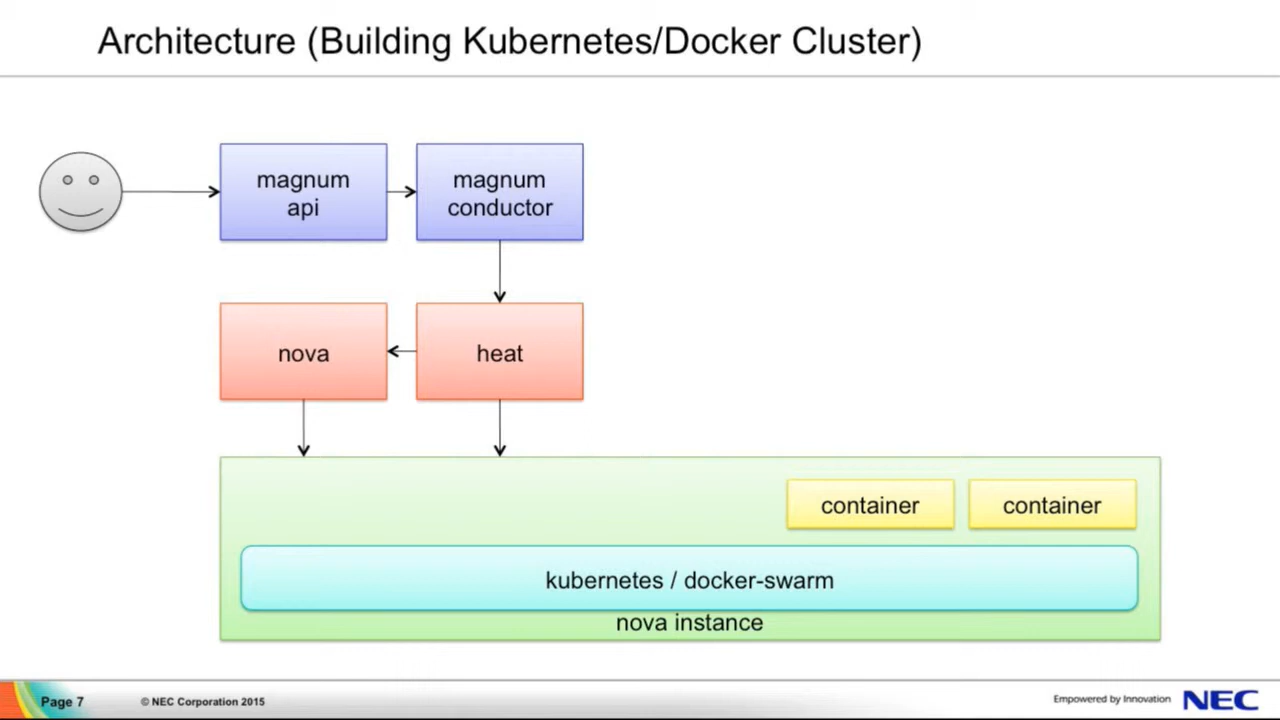 Architecture (Building Kubernetes/Docker Cluster)
magnum
api
magnum
conductor
nova
heat
container
container
kubernetes / docker-swarm
nova instance
Page 7
© NEC Corporation 2015
Empowered by Innovation
NEC